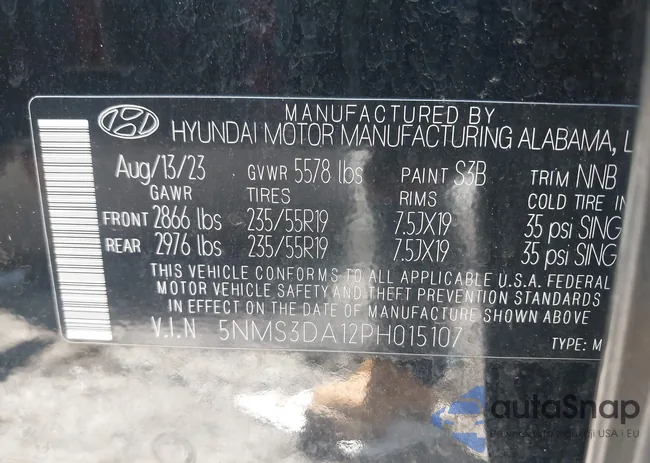 MANUFACTURED BY
HYUNDAI MOTOR MANUFACTURING ALABAMA, L
Aug/13/23 GVWR 5578 lbs PAINT S3B TRIM NNB
GAWR TIRES RIMS COLD TIRE IN
FRONT 2866 lbs 235/55R19 7.5JX19 35 psi SING
REAR 2976 lbs 235/55R19 7.5JX19 35 psi SING
THIS VEHICLE CONFORMS TO ALL APPLICABLE U.S.A. FEDERAL
MOTOR VEHICLE SAFETY AND THEFT PREVENTION STANDARDS
IN EFFECT ON THE DATE OF MANUFACTURE SHOWN ABOVE.
V.I.N 5NMS3DA12PH015107
TYPE: M
autoSnap
USA i EU